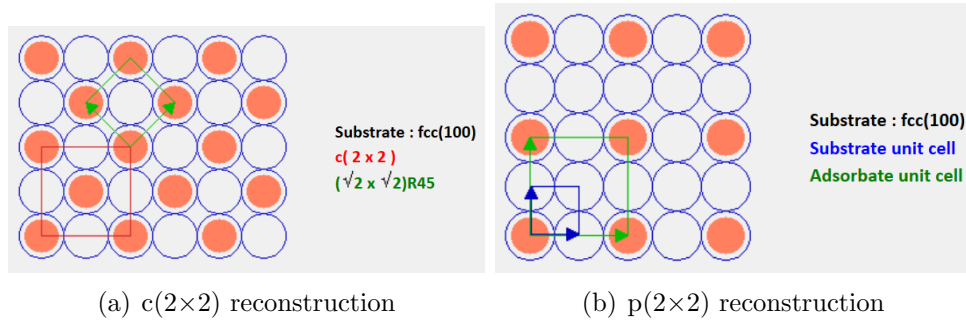 Substrate : fcc(100)
c( 2 x 2 )
(√2 x √2)R45
Substrate : fcc(100)
Substrate unit cell
Adsorbate unit cell
(a) c(2×2) reconstruction
(b) p(2×2) reconstruction